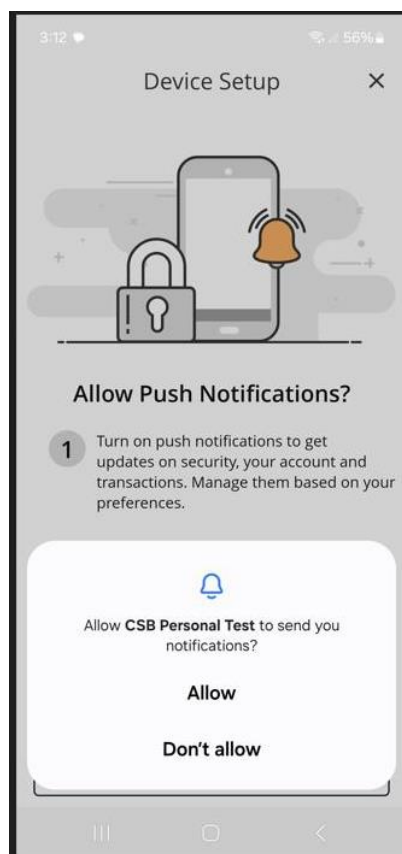 3:12 56%
Device Setup
Allow Push Notifications?
1 Turn on push notifications to get
updates on security, your account and
transactions. Manage them based on your
preferences.
Allow CSB Personal Test to send you
notifications?
Allow
Don't allow